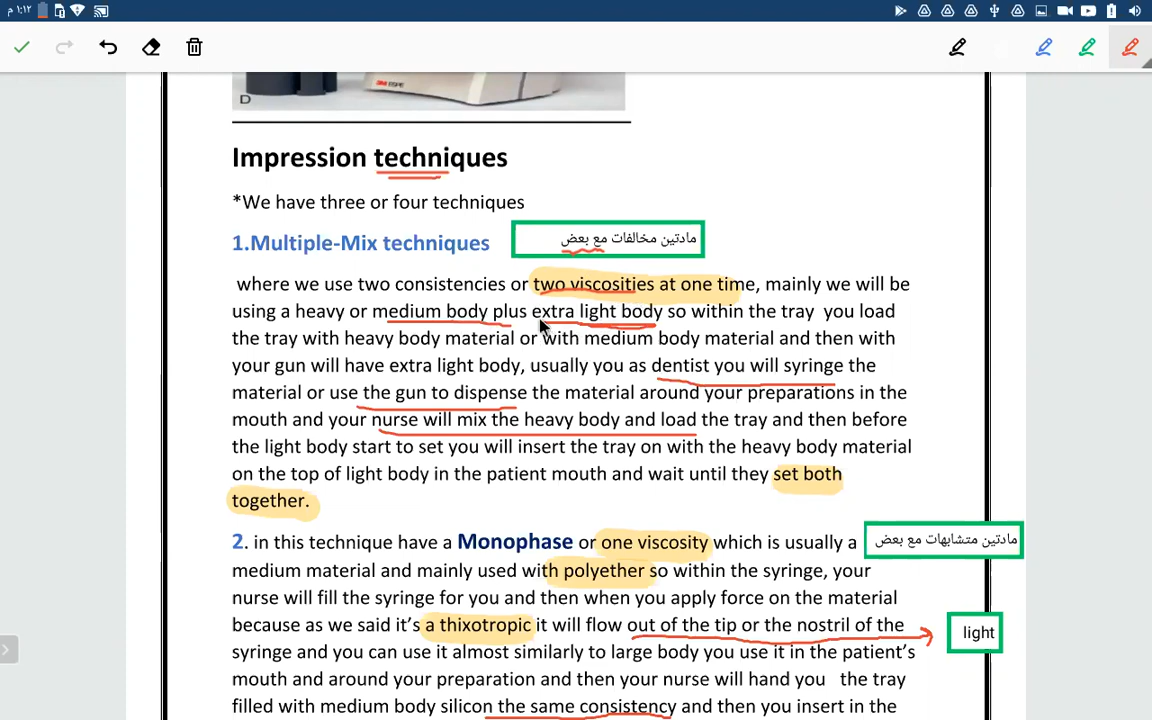 ١:١٢ م
3M ESPE
D
Impression techniques
*We have three or four techniques
1.Multiple-Mix techniques
مادتين مخالفات مع بعض
where we use two consistencies or two viscosities at one time, mainly we will be
using a heavy or medium body plus extra light body so within the tray you load
the tray with heavy body material or with medium body material and then with
your gun will have extra light body, usually you as dentist you will syringe the
material or use the gun to dispense the material around your preparations in the
mouth and your nurse will mix the heavy body and load the tray and then before
the light body start to set you will insert the tray on with the heavy body material
on the top of light body in the patient mouth and wait until they set both
together.
2. in this technique have a Monophase or one viscosity which is usually a
مادتين متشابهات مع بعض
medium material and mainly used with polyether so within the syringe, your
nurse will fill the syringe for you and then when you apply force on the material
because as we said it's a thixotropic it will flow out of the tip or the nostril of the
light
syringe and you can use it almost similarly to large body you use it in the patient's
mouth and around your preparation and then your nurse will hand you the tray
filled with medium body silicon the same consistency and then you insert in the